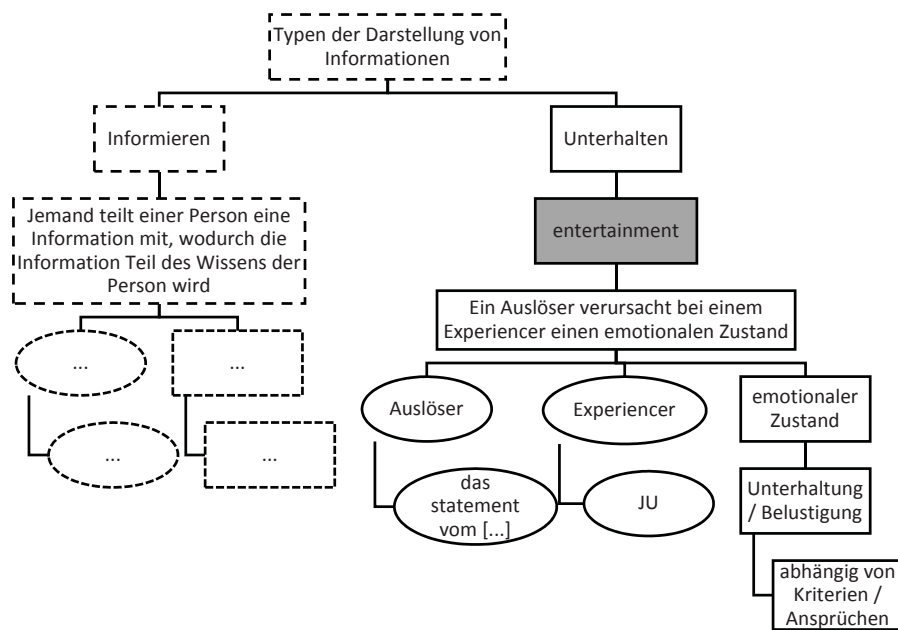 Typen der Darstellung von
Informationen
Informieren
Unterhalten
Jemand teilt einer Person eine
Information mit, wodurch die
Information Teil des Wissens der
Person wird
entertainment
Ein Auslöser verursacht bei einem
Experiencer einen emotionalen Zustand
...
...
...
...
Auslöser
Experiencer
emotionaler
Zustand
das
statement
vom [...]
JU
Unterhaltung
/ Belustigung
abhängig von
Kriterien /
Ansprüchen